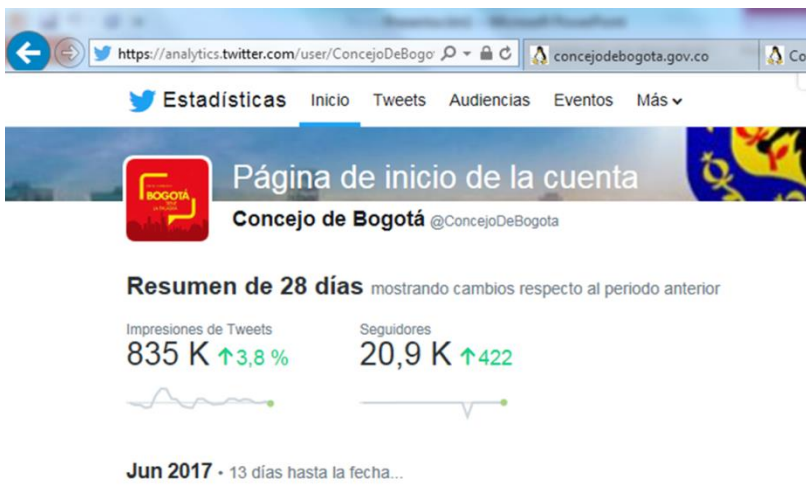 https://analytics.twitter.com/user/ConcejoDeBogo
concejodebogota.gov.co
Co
Estadísticas Inicio Tweets Audiencias Eventos Más
BOGOTÁ
Página de inicio de la cuenta
Concejo de Bogotá @ConcejoDeBogota
Resumen de 28 días mostrando cambios respecto al periodo anterior
Impresiones de Tweets
835 K ↑3,8 %
Seguidores
20,9 K ↑422
Jun 2017 • 13 días hasta la fecha...